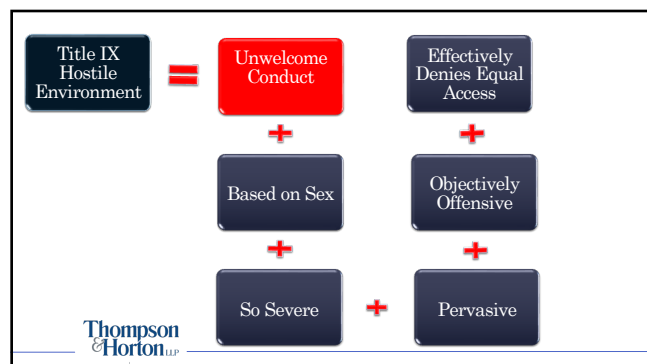 Title IX
Hostile
Environment
=
Unwelcome
Conduct
+
Based on Sex
+
So Severe
+
Pervasive
+
Objectively
Offensive
+
Effectively
Denies Equal
Access
Thompson
& Horton LLP